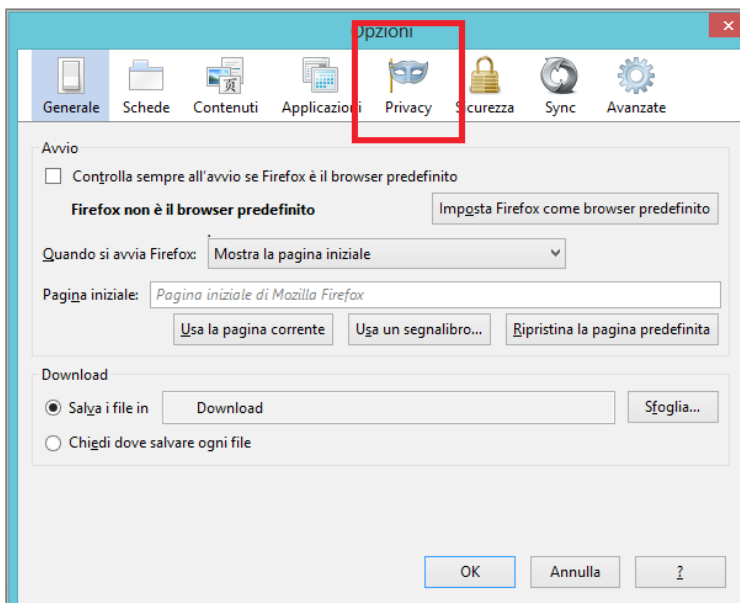 Opzioni
Generale Schede Contenuti Applicazioni Privacy Sicurezza Sync Avanzate
Avvio
Controlla sempre all'avvio se Firefox è il browser predefinito
Firefox non è il browser predefinito Imposta Firefox come browser predefinito
Quando si avvia Firefox: Mostra la pagina iniziale
Pagina iniziale: Pagina iniziale di Mozilla Firefox
Usa la pagina corrente Usa un segnalibro... Ripristina la pagina predefinita
Download
Salva i file in Download Sfoglia...
Chiedi dove salvare ogni file
OK Annulla ?